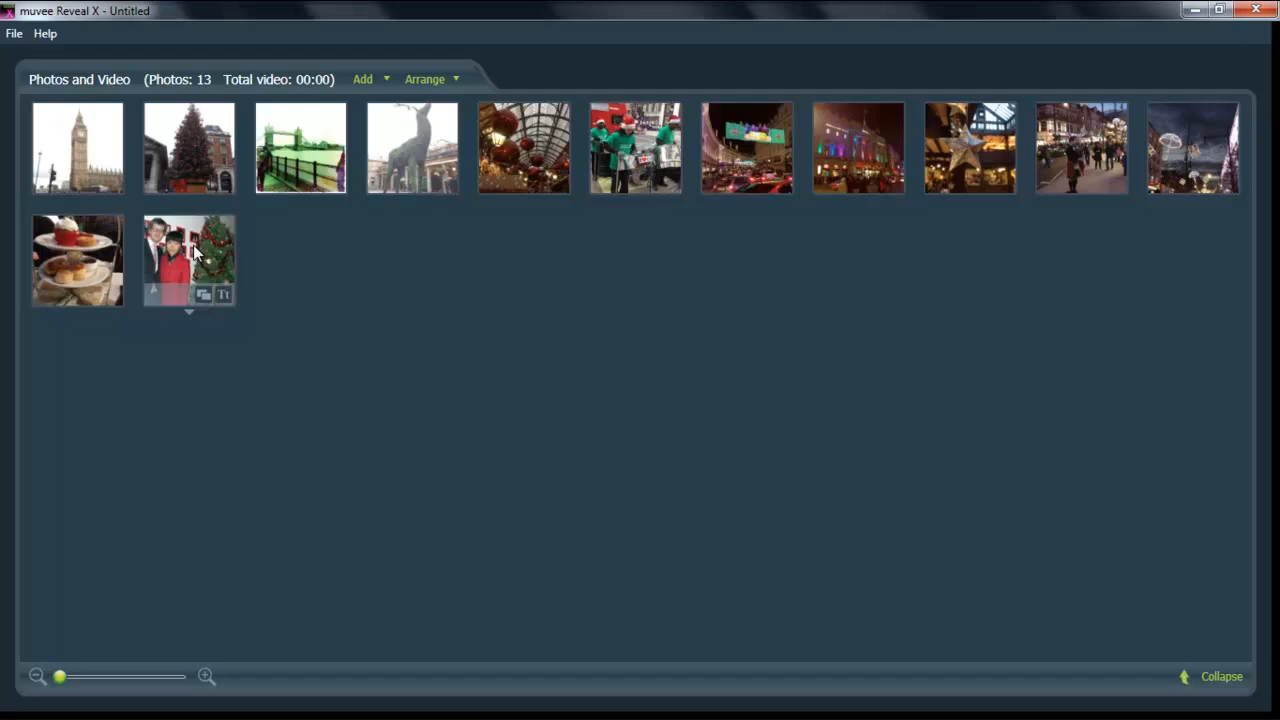 muvee Reveal X - Untitled
File Help
Photos and Video (Photos: 13 Total video: 00:00) Add Arrange
Tt
Collapse